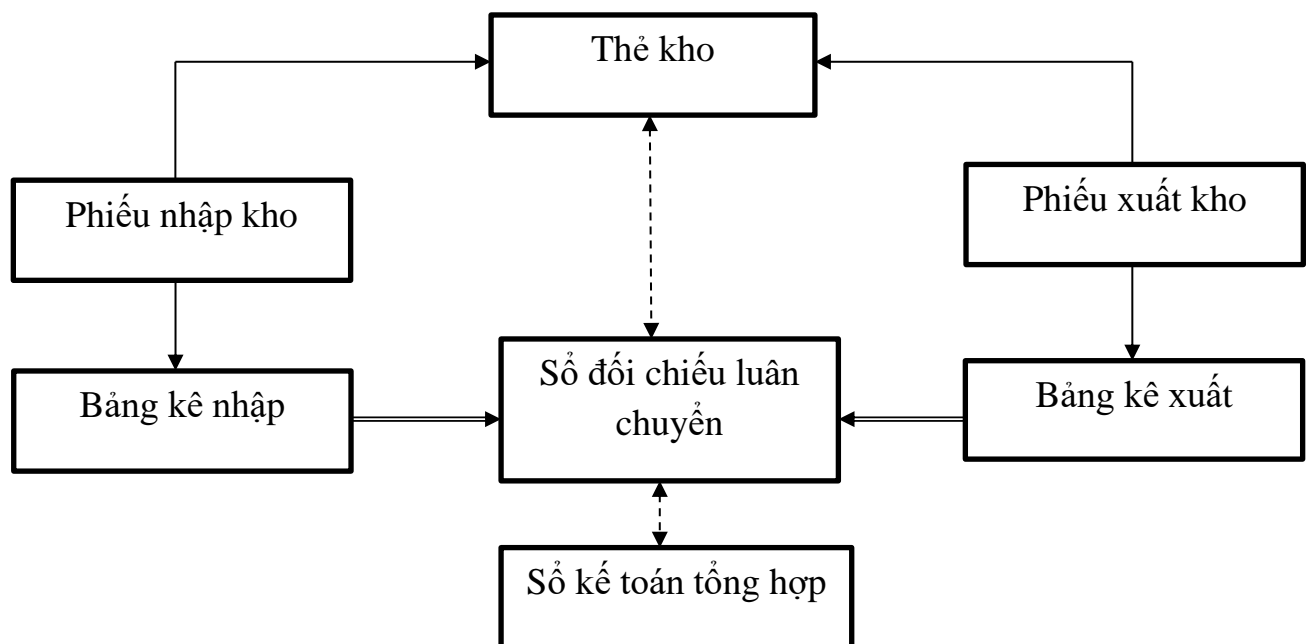 Thẻ kho
Phiếu nhập kho
Phiếu xuất kho
Sổ đối chiếu luân
chuyển
Bảng kê nhập
Bảng kê xuất
Sổ kế toán tổng hợp